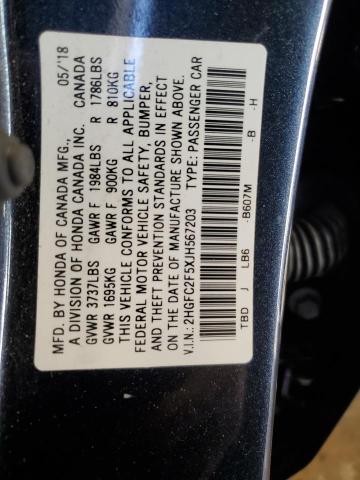 MFD. BY HONDA OF CANADA MFG., 05/'18
A DIVISION OF HONDA CANADA INC. CANADA
GVWR 3737LBS GAWR F 1984LBS R 1786LBS
GVWR 1695KG GAWR F 900KG R 810KG
THIS VEHICLE CONFORMS TO ALL APPLICABLE
FEDERAL MOTOR VEHICLE SAFETY, BUMPER,
AND THEFT PREVENTION STANDARDS IN EFFECT
ON THE DATE OF MANUFACTURE SHOWN ABOVE.
V.I.N.: 2HGFC2F5XJH567203 TYPE: PASSENGER CAR
TBD J LB6 -B607M -B -H